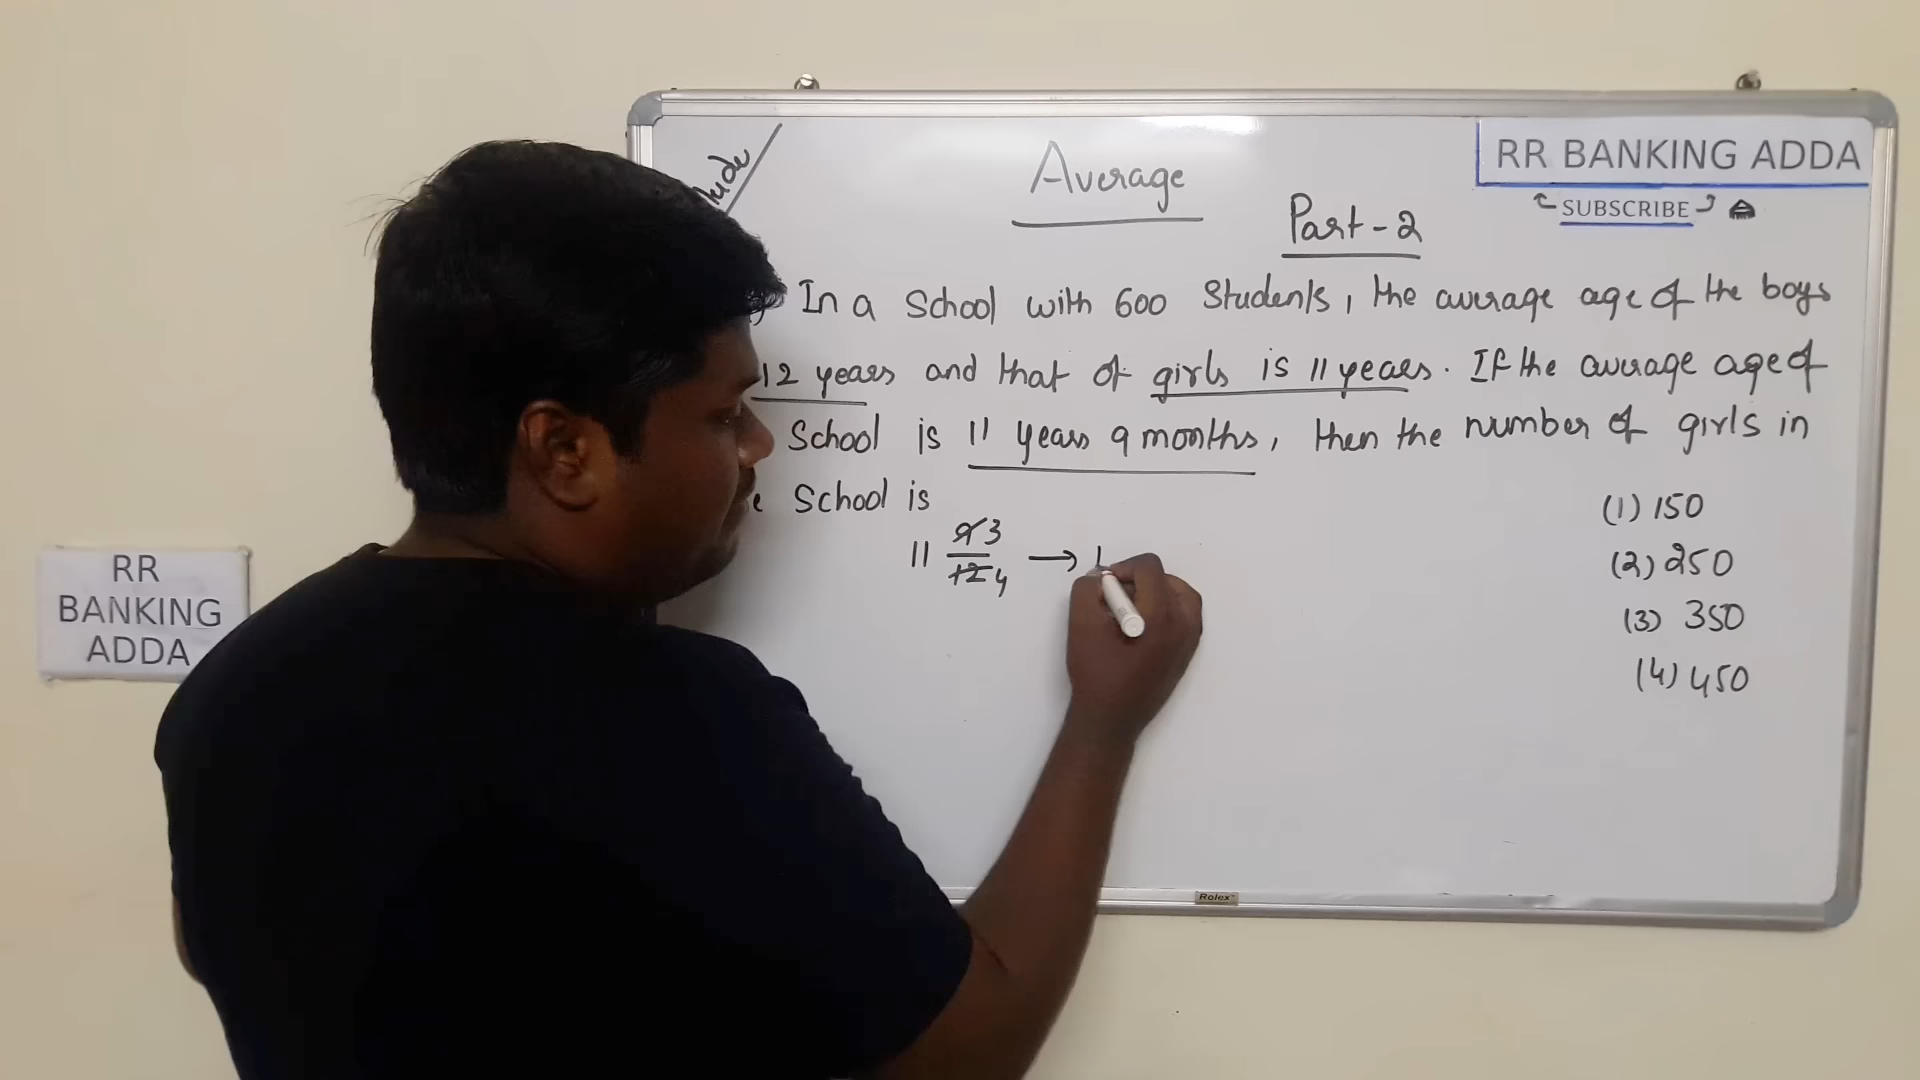 Average
Part-2
RR BANKING ADDA
SUBSCRIBE
In a School with 600 Students, the average age of the boys
12 years and that of girls is 11 years. If the average age of
School is 11 years 9 months, then the number of girls in
School is
(1) 150
(2) 250
(3) 350
(4) 450
11 9/12 3/4 →
RR
BANKING
ADDA
Rolex